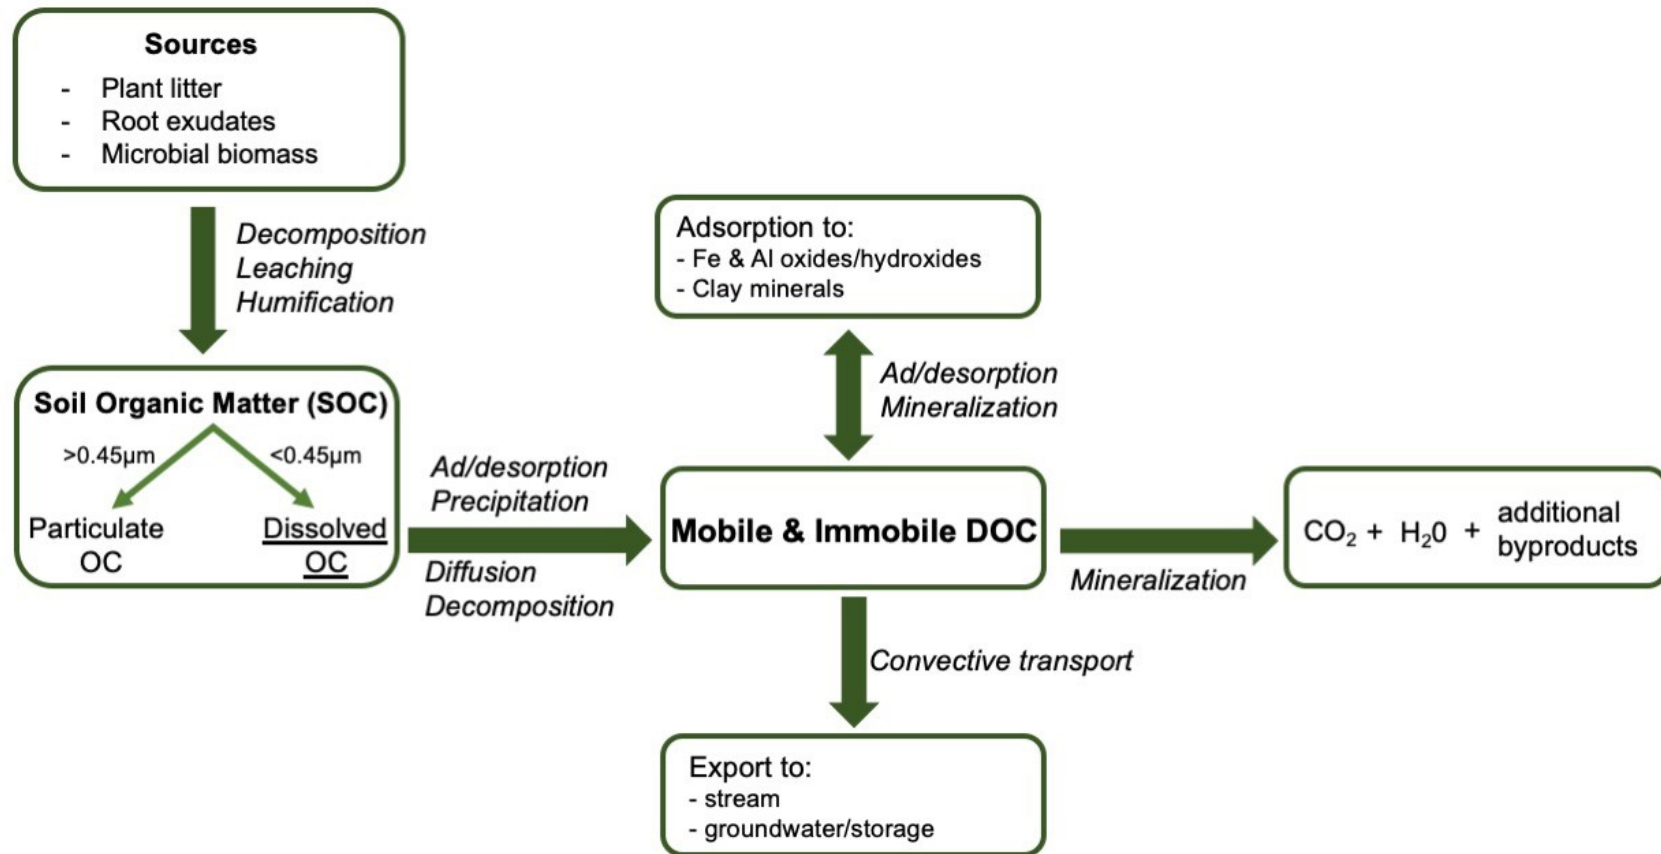 Sources
- Plant litter
- Root exudates
- Microbial biomass
Decomposition
Leaching
Humification
Soil Organic Matter (SOC)
>0.45µm
<0.45µm
Particulate
OC
Dissolved
OC
Ad/desorption
Precipitation
Diffusion
Decomposition
Adsorption to:
- Fe & Al oxides/hydroxides
- Clay minerals
Ad/desorption
Mineralization
Mobile & Immobile DOC
Mineralization
CO₂ + H₂0 + additional
byproducts
Convective transport
Export to:
- stream
- groundwater/storage